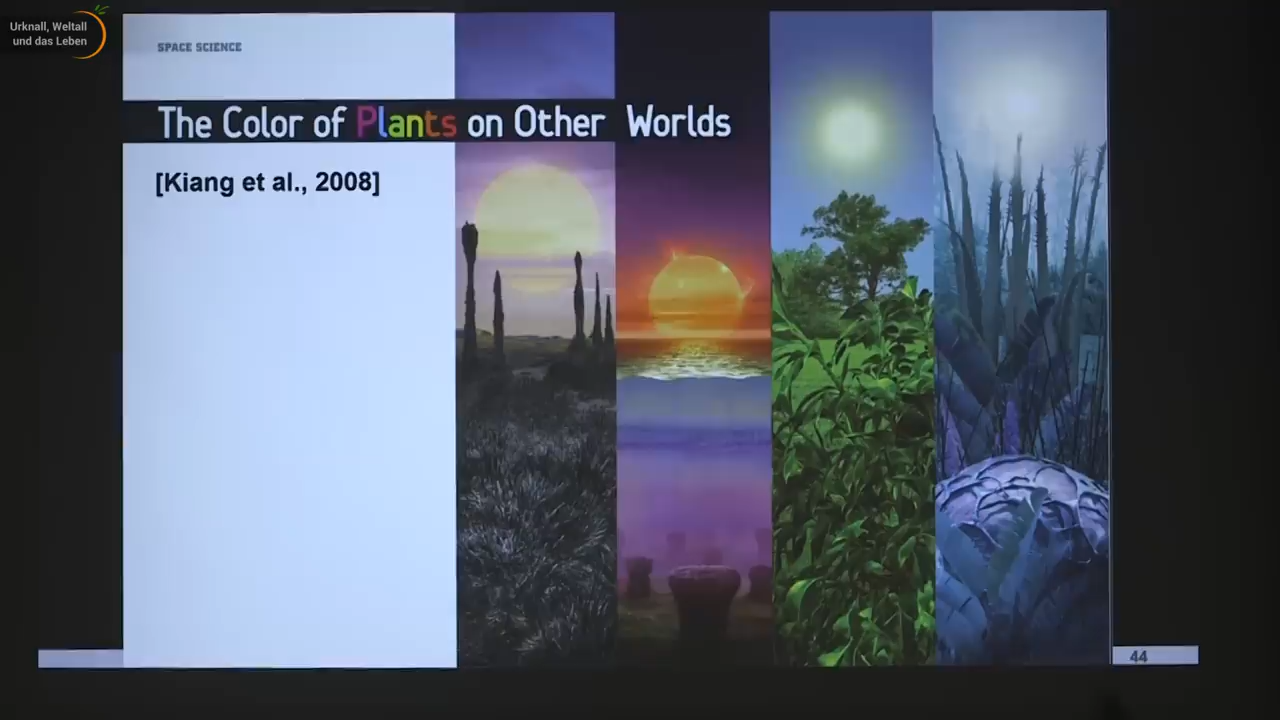 Urknall, Weltall
und das Leben
SPACE SCIENCE
The Color of Plants on Other Worlds
[Kiang et al., 2008]
44